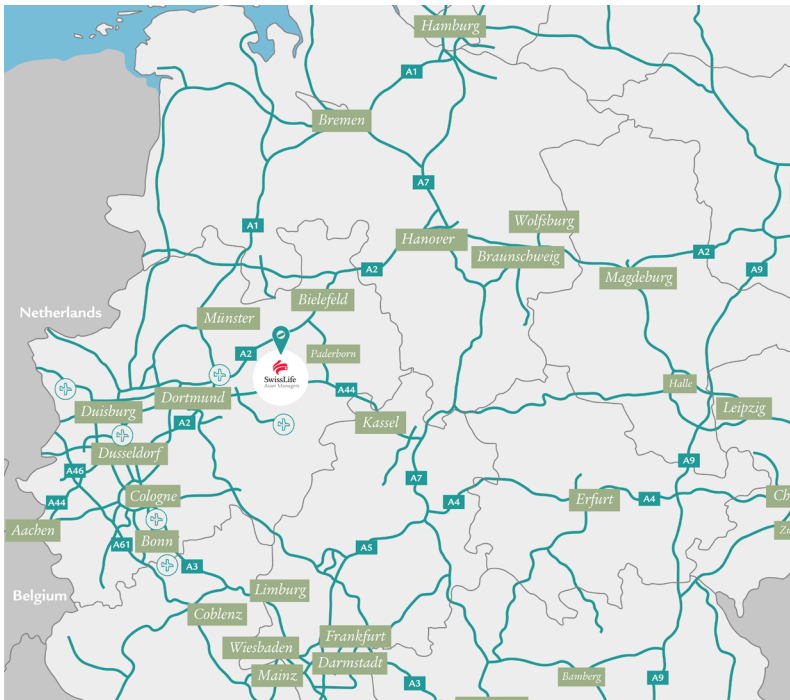 Hamburg
A1
Bremen
A7
Wolfsburg
A1
Hanover
Braunschweig
A2
A2
A9
Magdeburg
Bielefeld
Netherlands
Münster
A2
Paderborn
SwissLife
Asset Managers
Halle
A44
Dortmund
Duisburg
Leipzig
A2
Kassel
Dusseldorf
A9
A46
A7
Cologne
Erfurt
A4
A4
Ch
A44
Aachen
Zu
A61
Bonn
A5
A3
Limburg
Belgium
Coblenz
Frankfurt
Wiesbaden
Darmstadt
Mainz
Bamberg
A9
A3